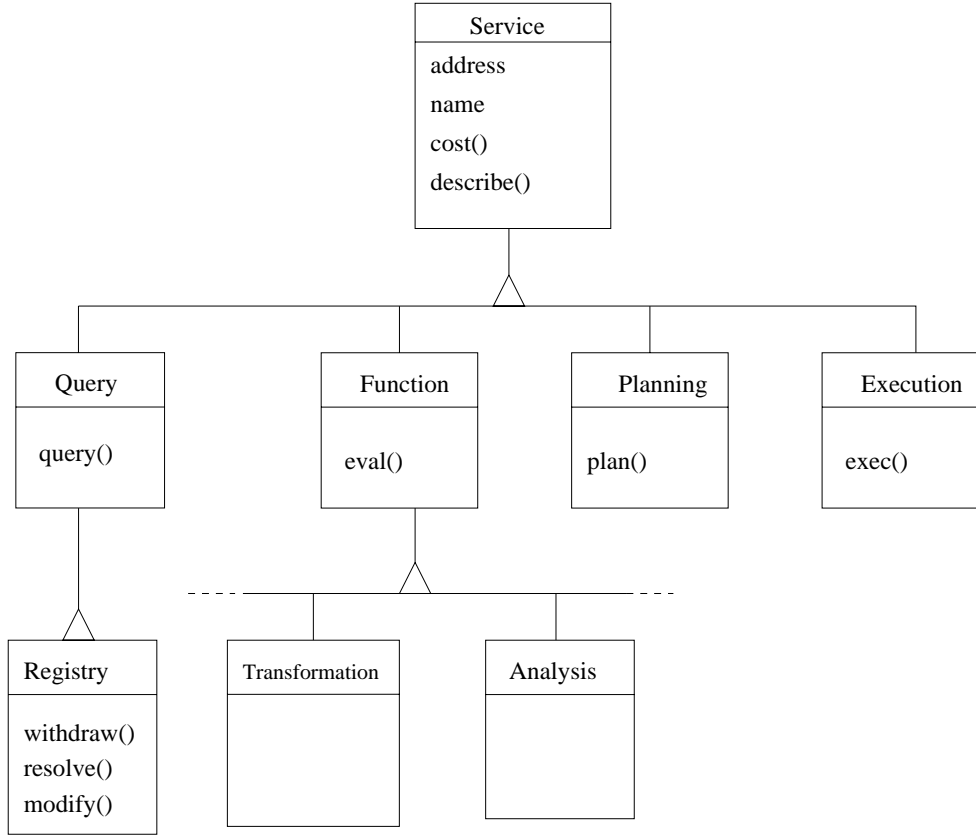 Service
address
name
cost()
describe()
Query
query()
Function
eval()
Planning
plan()
Execution
exec()
Registry
withdraw()
resolve()
modify()
Transformation
Analysis